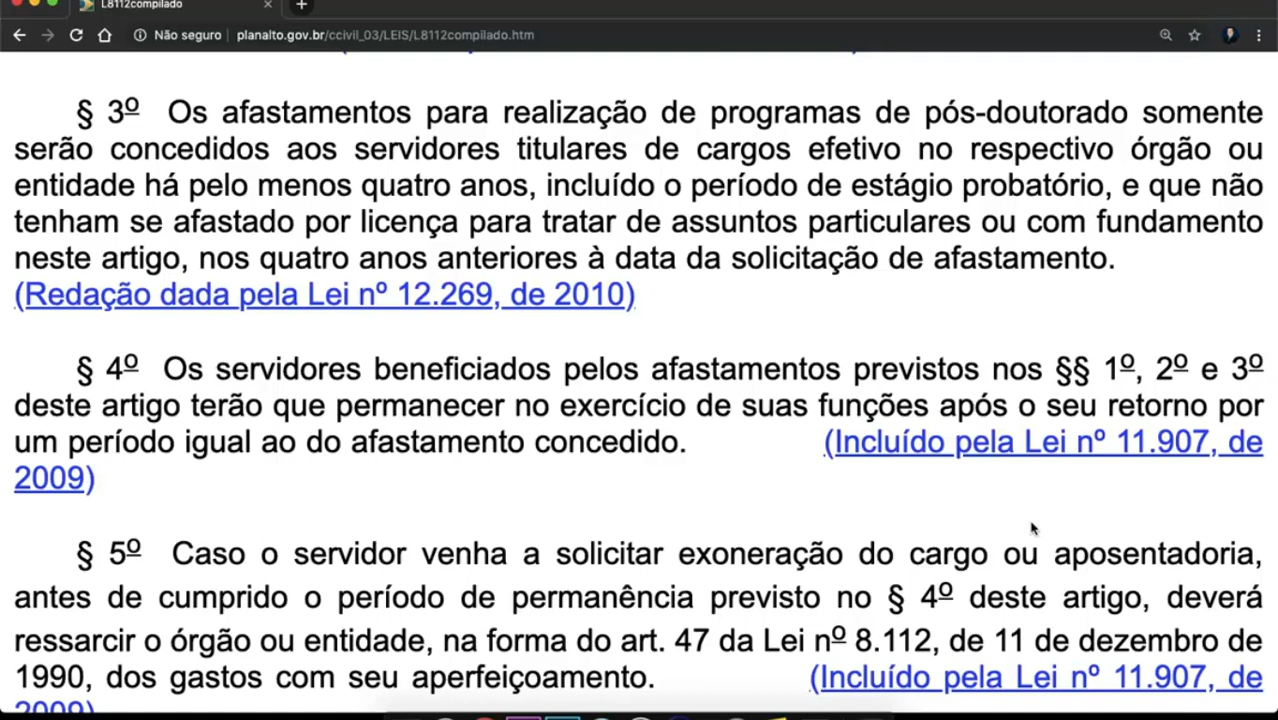 L8112compilado
Não seguro planalto.gov.br/ccivil_03/LEIS/L8112compilado.htm
§ 3º Os afastamentos para realização de programas de pós-doutorado somente
serão concedidos aos servidores titulares de cargos efetivo no respectivo órgão ou
entidade há pelo menos quatro anos, incluído o período de estágio probatório, e que não
tenham se afastado por licença para tratar de assuntos particulares ou com fundamento
neste artigo, nos quatro anos anteriores à data da solicitação de afastamento.
(Redação dada pela Lei nº 12.269, de 2010)
§ 4º Os servidores beneficiados pelos afastamentos previstos nos §§ 1º, 2º e 3º
deste artigo terão que permanecer no exercício de suas funções após o seu retorno por
um período igual ao do afastamento concedido. (Incluído pela Lei nº 11.907, de
2009)
§ 5º Caso o servidor venha a solicitar exoneração do cargo ou aposentadoria,
antes de cumprido o período de permanência previsto no § 4º deste artigo, deverá
ressarcir o órgão ou entidade, na forma do art. 47 da Lei nº 8.112, de 11 de dezembro de
1990, dos gastos com seu aperfeiçoamento. (Incluído pela Lei nº 11.907, de
2009)